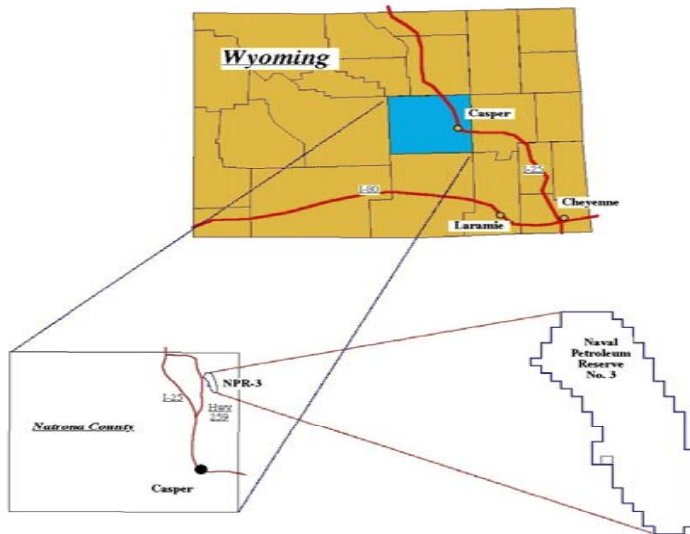 Wyoming
Casper
I-25
I-80
Cheyenne
Laramie
Naval
Petroleum
Reserve
No. 3
NPR-3
I-25
Hwy
259
Natrona County
Casper